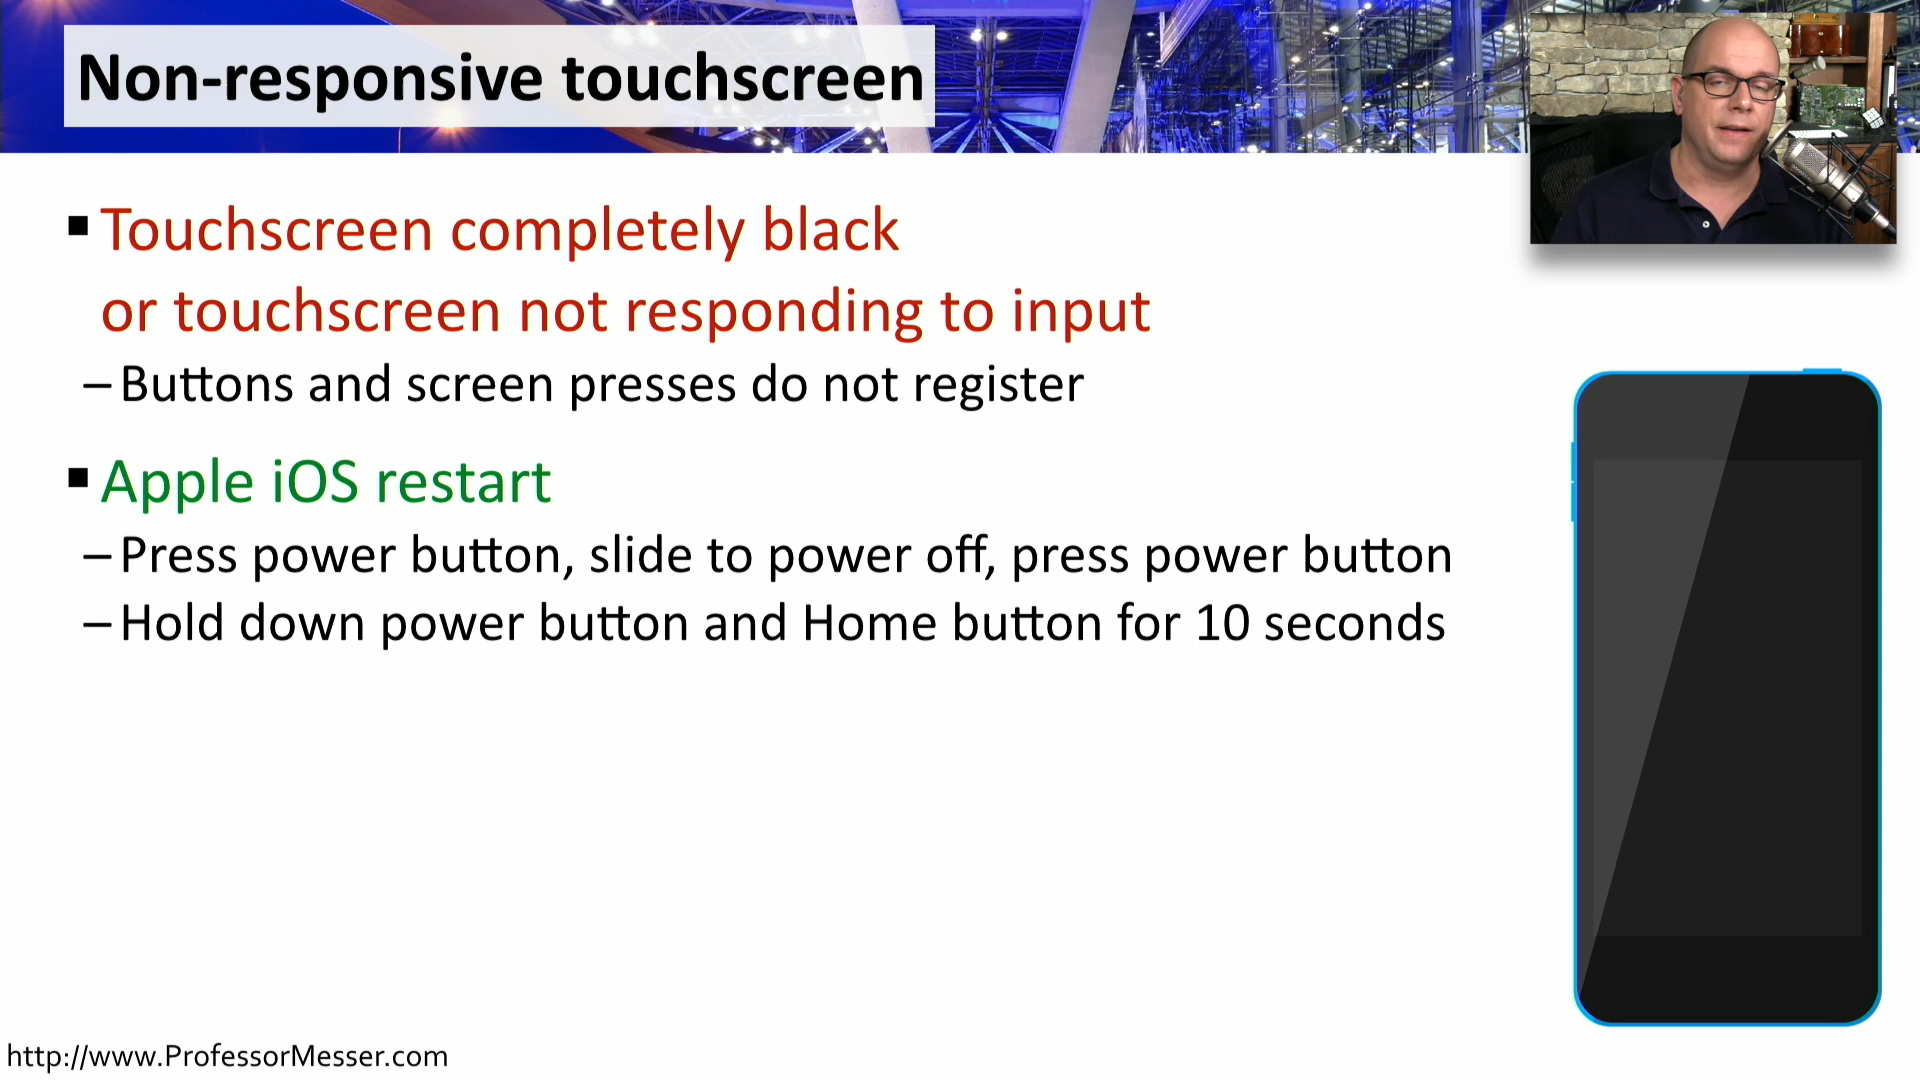 Non-responsive touchscreen
Touchscreen completely black
or touchscreen not responding to input
– Buttons and screen presses do not register
Apple iOS restart
– Press power button, slide to power off, press power button
– Hold down power button and Home button for 10 seconds
http://www.ProfessorMesser.com